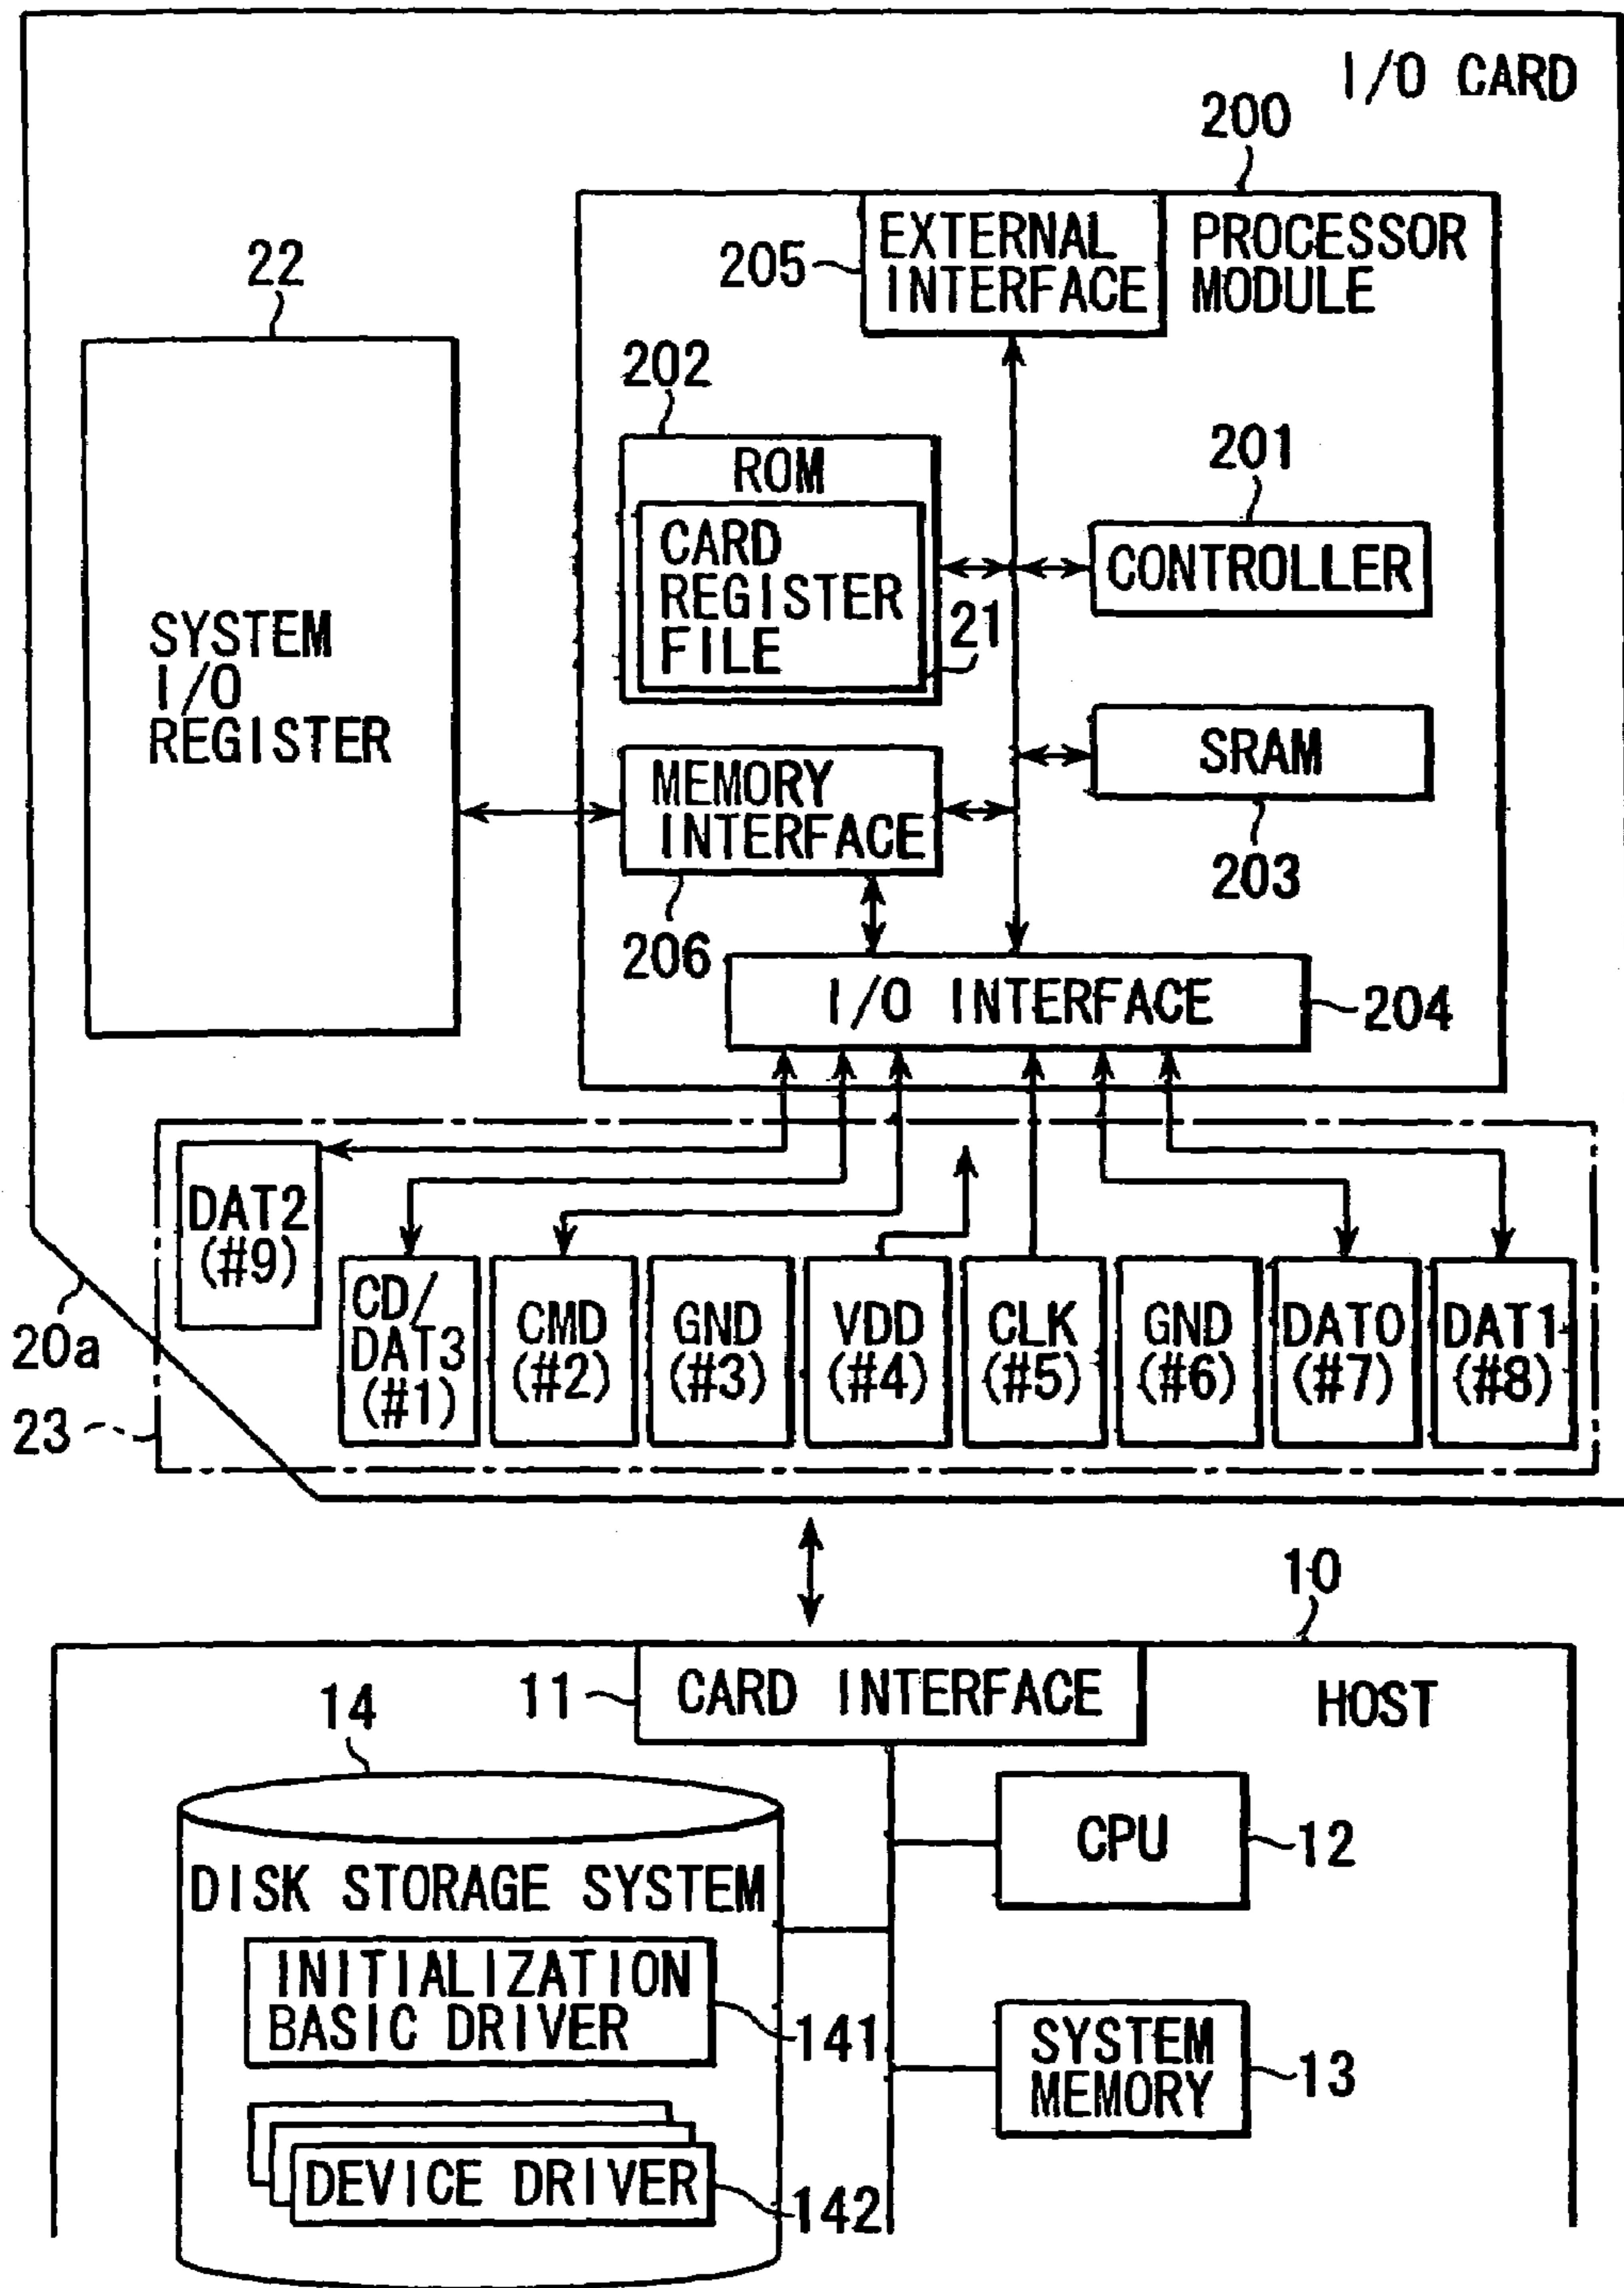 I/O CARD
200
EXTERNAL
INTERFACE
PROCESSOR
MODULE
205
22
202
ROM
201
CARD
REGISTER
FILE
21
CONTROLLER
SYSTEM
I/O
REGISTER
SRAM
203
MEMORY
INTERFACE
206
I/O INTERFACE
204
DAT2
(#9)
CD/
DAT3
(#1)
CMD
(#2)
GND
(#3)
VDD
(#4)
CLK
(#5)
GND
(#6)
DAT0
(#7)
DAT1
(#8)
20a
23
10
11
CARD INTERFACE
HOST
14
CPU
12
DISK STORAGE SYSTEM
INITIALIZATION
BASIC DRIVER
141
SYSTEM
MEMORY
13
DEVICE DRIVER
142